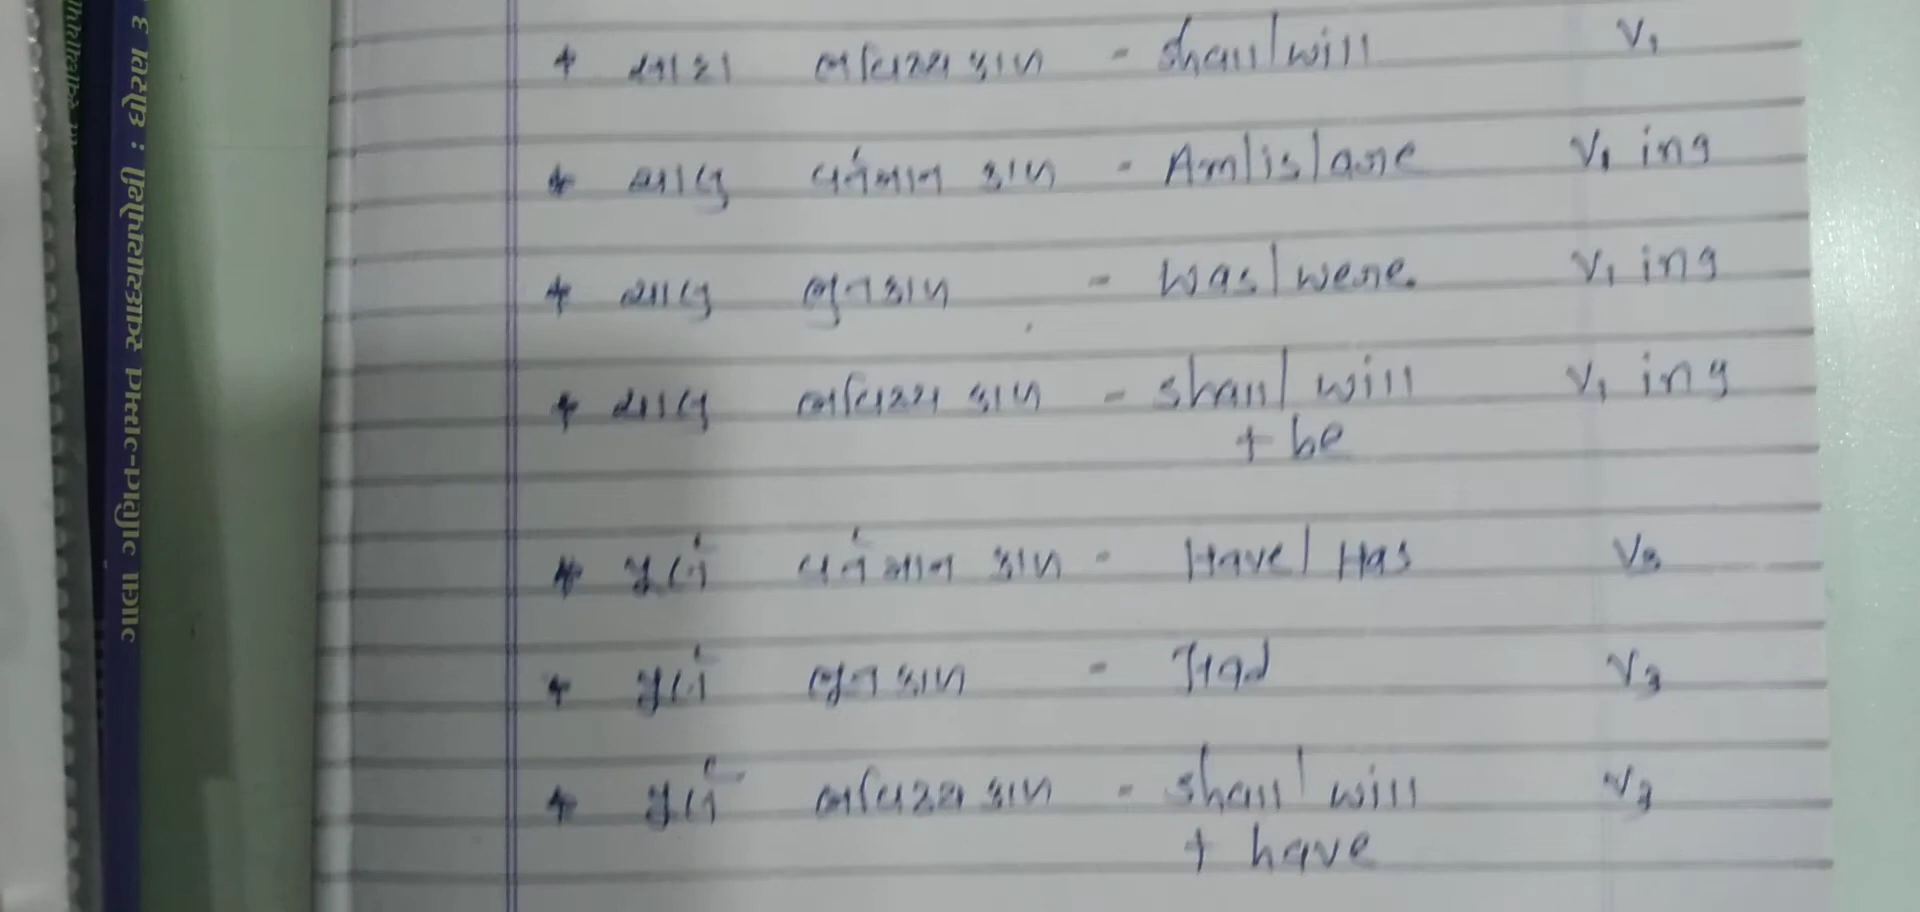 * સાદો ભવિષ્ય કાળ - shall/will V1
* ચાલુ વર્તમાન કાળ - Am/is/are V1 ing
* ચાલુ ભુતકાળ - was/were. V1 ing
* ચાલુ ભવિષ્ય કાળ - shall/will V1 ing
+ be
* પુર્ણ વર્તમાન કાળ - Have/Has V3
* પુર્ણ ભુતકાળ - Had V3
* પુર્ણ ભવિષ્ય કાળ - shall/will V3
+ have